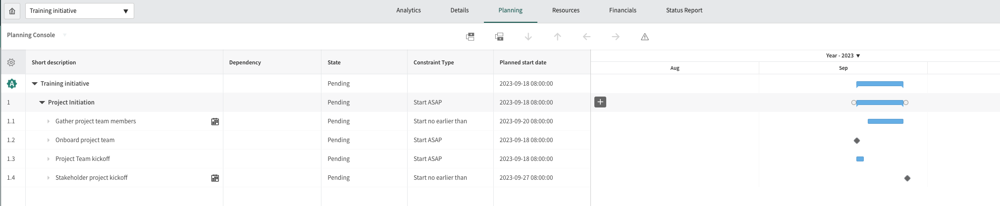 Training initiative ▼ Analytics Details Planning Resources Financials Status Report
Planning Console
Year - 2023 ▼
Short description Dependency State Constraint Type Planned start date
Aug Sep
A Training initiative Pending 2023-09-18 08:00:00
1 Project Initiation Pending Start ASAP 2023-09-18 08:00:00 +
1.1 Gather project team members Pending Start no earlier than 2023-09-20 08:00:00
1.2 Onboard project team Pending Start ASAP 2023-09-18 08:00:00
1.3 Project Team kickoff Pending Start ASAP 2023-09-18 08:00:00
1.4 Stakeholder project kickoff Pending Start no earlier than 2023-09-27 08:00:00